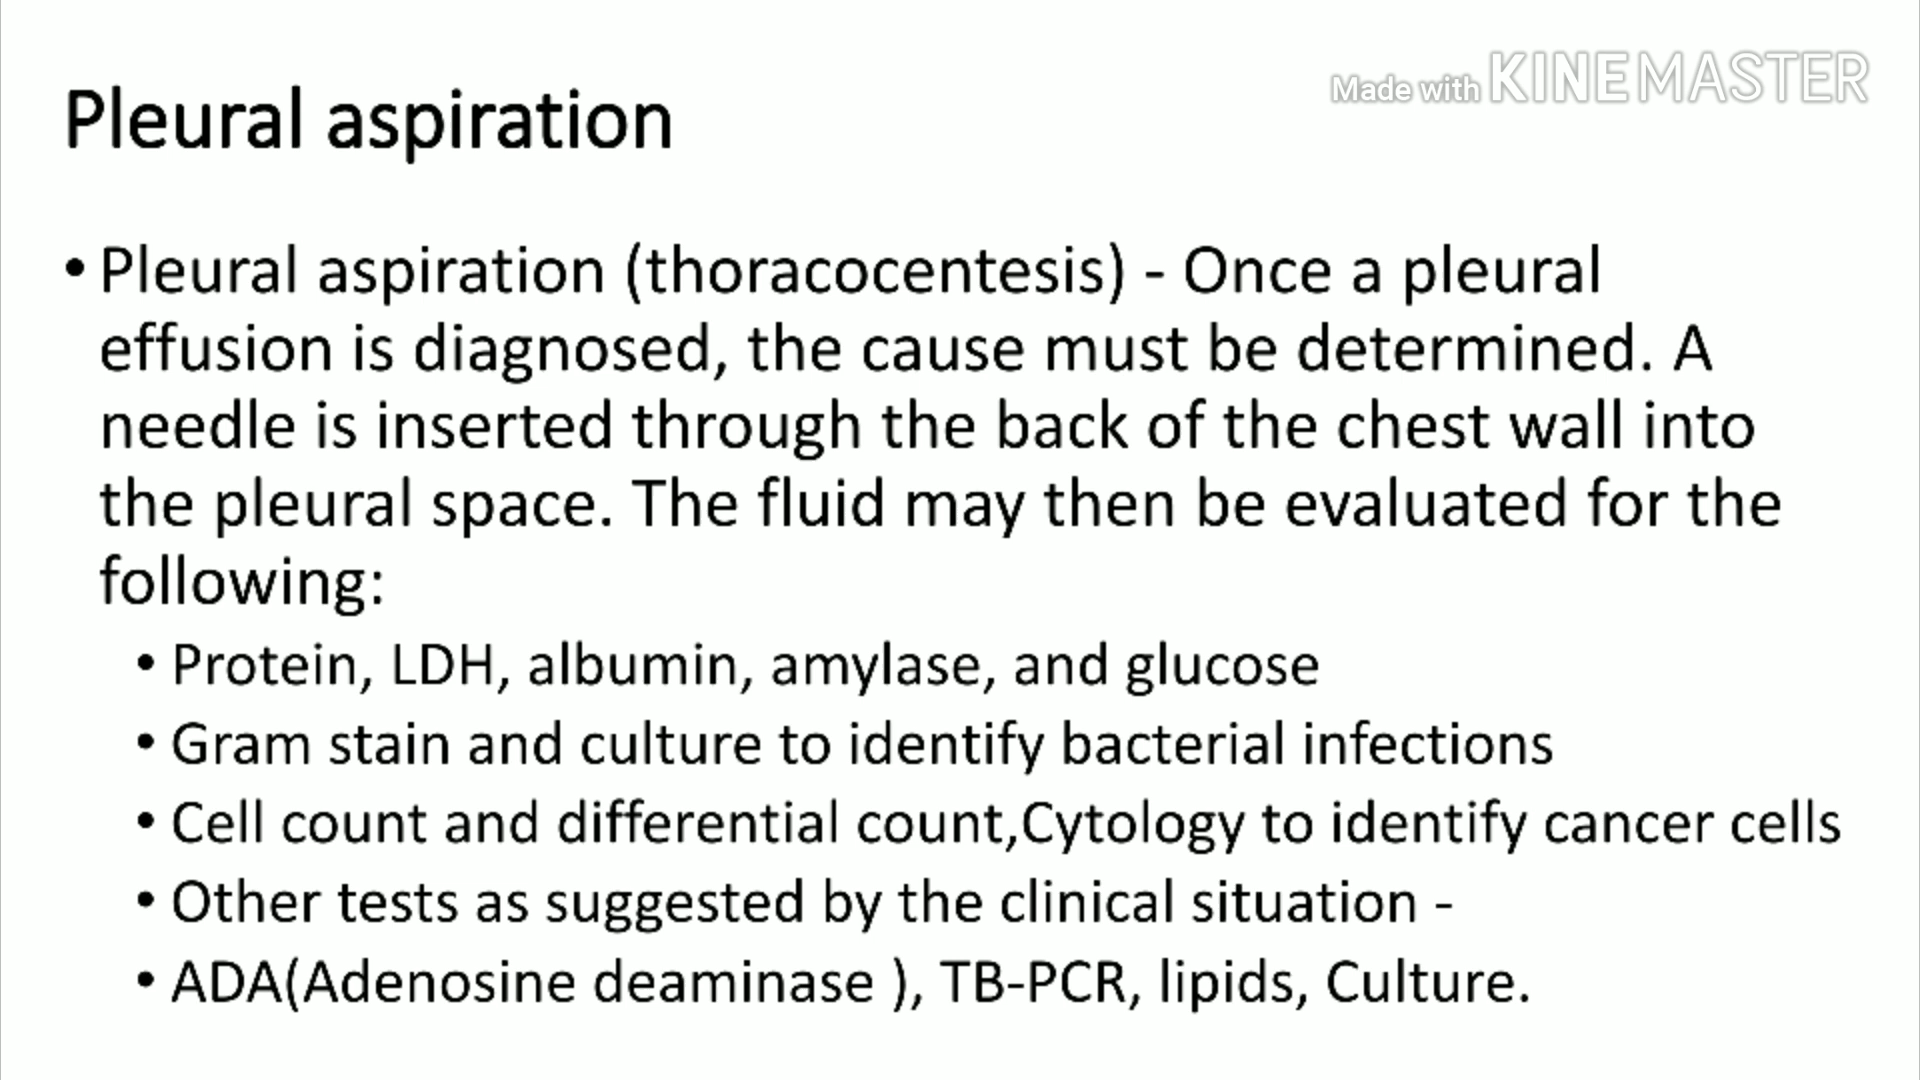 Made with KINEMASTER
Pleural aspiration
• Pleural aspiration (thoracocentesis) - Once a pleural
effusion is diagnosed, the cause must be determined. A
needle is inserted through the back of the chest wall into
the pleural space. The fluid may then be evaluated for the
following:
• Protein, LDH, albumin, amylase, and glucose
• Gram stain and culture to identify bacterial infections
• Cell count and differential count,Cytology to identify cancer cells
• Other tests as suggested by the clinical situation -
• ADA(Adenosine deaminase ), TB-PCR, lipids, Culture.